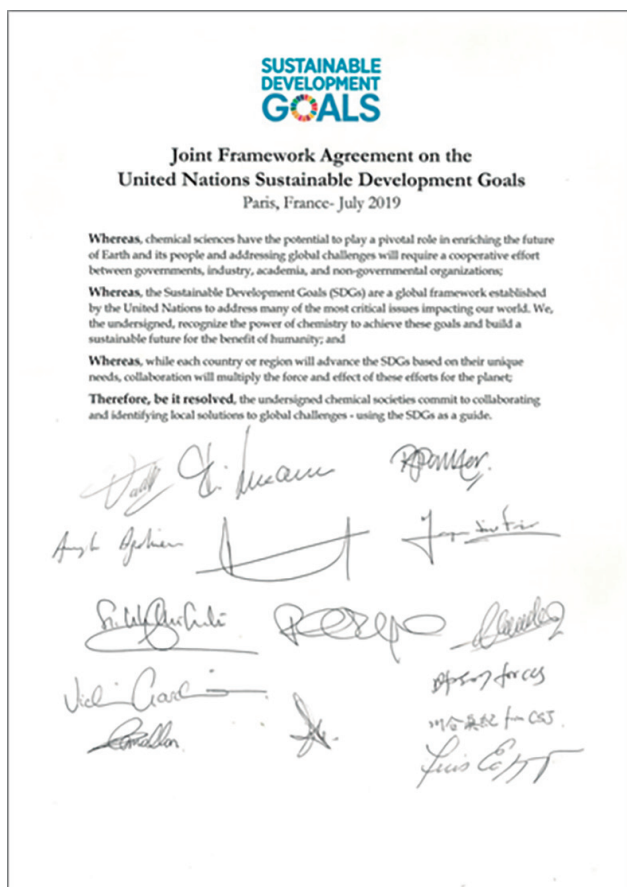 SUSTAINABLE
DEVELOPMENT
GOALS
Joint Framework Agreement on the
United Nations Sustainable Development Goals
Paris, France- July 2019
Whereas, chemical sciences have the potential to play a pivotal role in enriching the future
of Earth and its people and addressing global challenges will require a cooperative effort
between governments, industry, academia, and non-governmental organizations;
Whereas, the Sustainable Development Goals (SDGs) are a global framework established
by the United Nations to address many of the most critical issues impacting our world. We,
the undersigned, recognize the power of chemistry to achieve these goals and build a
sustainable future for the benefit of humanity; and
Whereas, while each country or region will advance the SDGs based on their unique
needs, collaboration will multiply the force and effect of these efforts for the planet;
Therefore, be it resolved, the undersigned chemical societies commit to collaborating
and identifying local solutions to global challenges - using the SDGs as a guide.
for CCS
for CSJ.
Luis